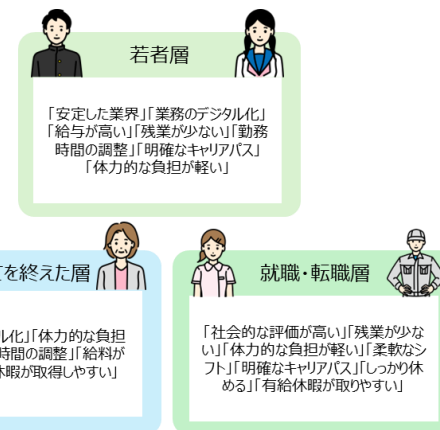 若者層
「安定した業界」「業務のデジタル化」
「給与が高い」「残業が少ない」「勤務
時間の調整」「明確なキャリアパス」
「体力的な負担が軽い」
を終えた層
ル化」「体力的な負担
時間の調整」「給料が
休暇が取得しやすい」
就職・転職層
「社会的な評価が高い」「残業が少な
い」「体力的な負担が軽い」「柔軟なシ
フト」「明確なキャリアパス」「しっかり休
める」「有給休暇が取りやすい」